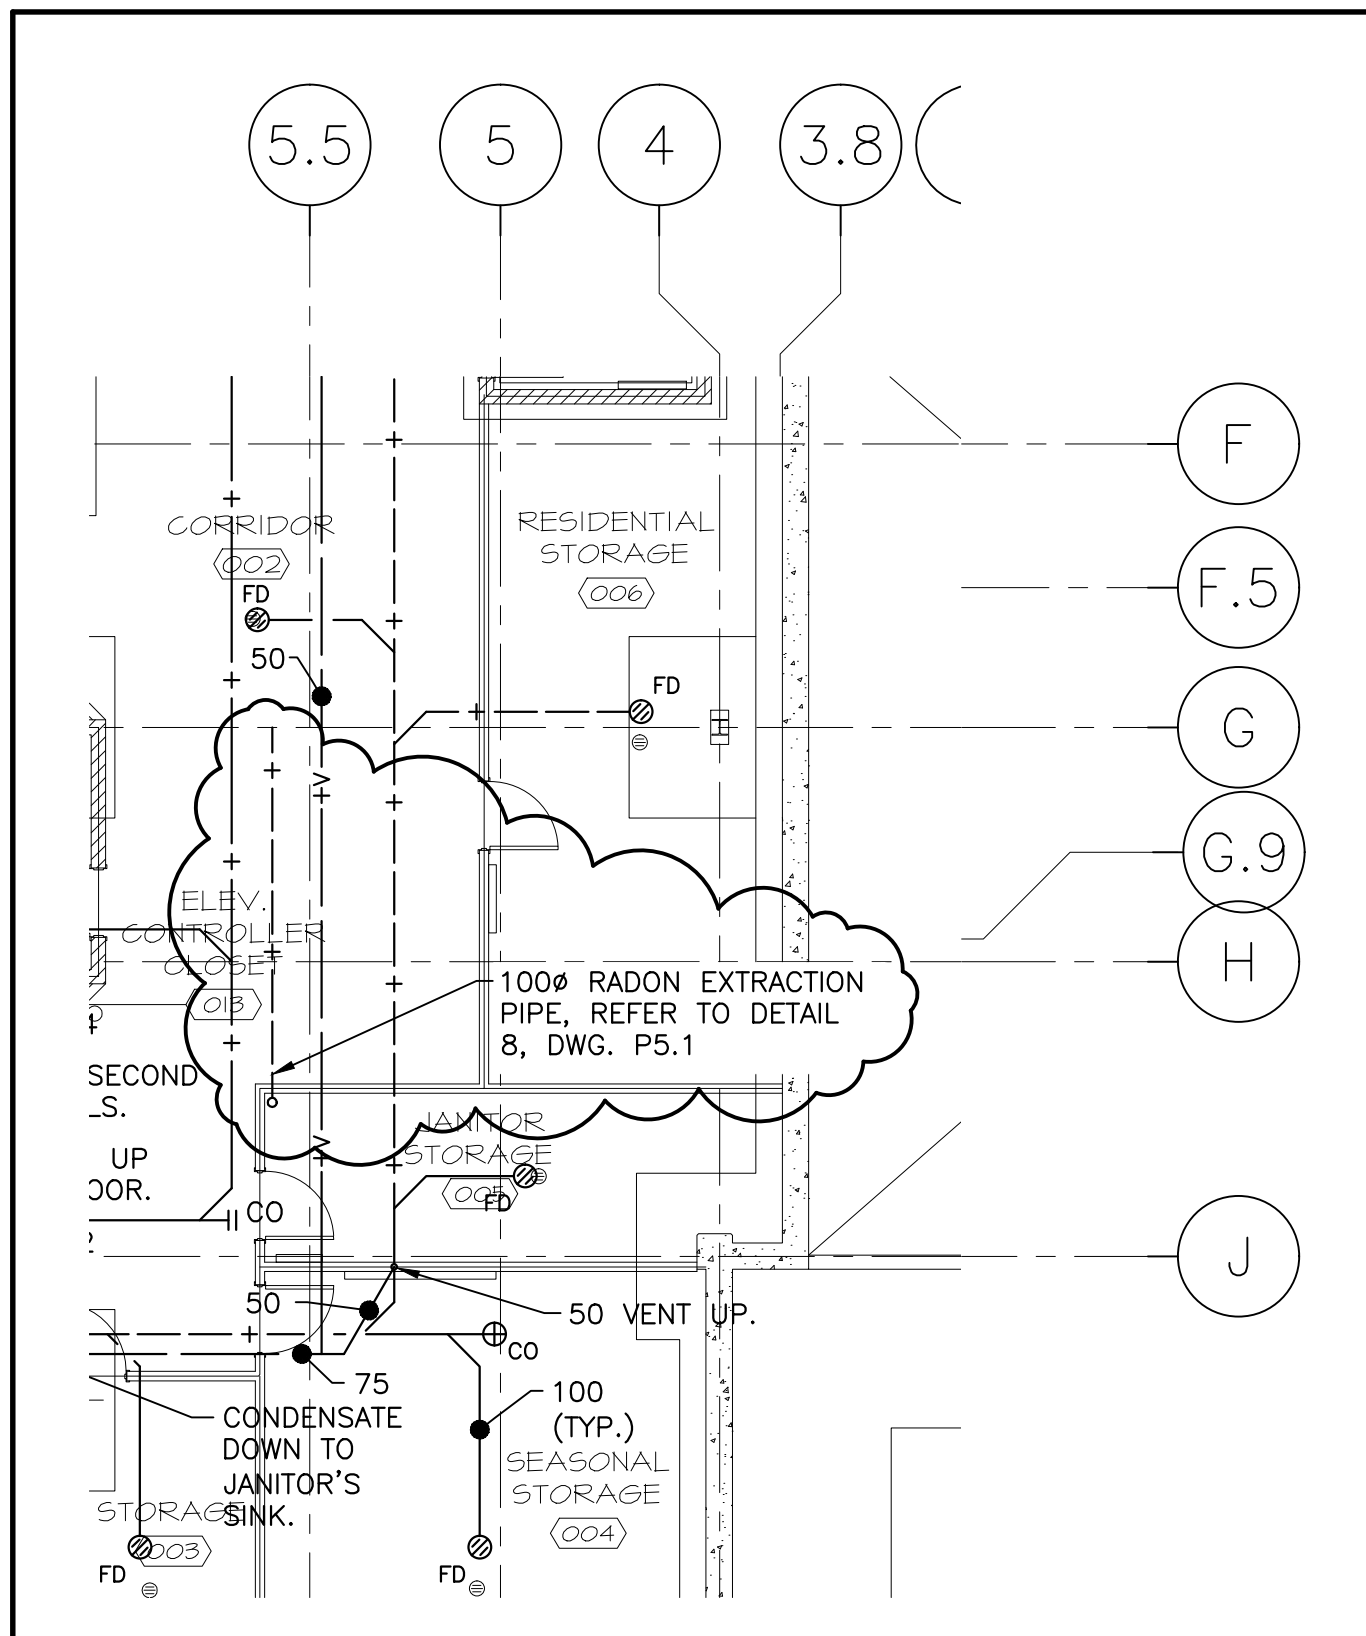 5.5
5
4
3.8
F
CORRIDOR
002
RESIDENTIAL
STORAGE
006
F.5
FD
50
FD
G
V
G.9
ELEV.
CONTROLLER
CLOSET
013
H
100ø RADON EXTRACTION
PIPE, REFER TO DETAIL
8, DWG. P5.1
SECOND
LS.
UP
OOR.
JANITOR
STORAGE
005
FD
V
CO
J
50
50 VENT UP.
CO
75
100
(TYP.)
CONDENSATE
DOWN TO
JANITOR'S
SINK.
SEASONAL
STORAGE
004
STORAGE
003
FD
FD